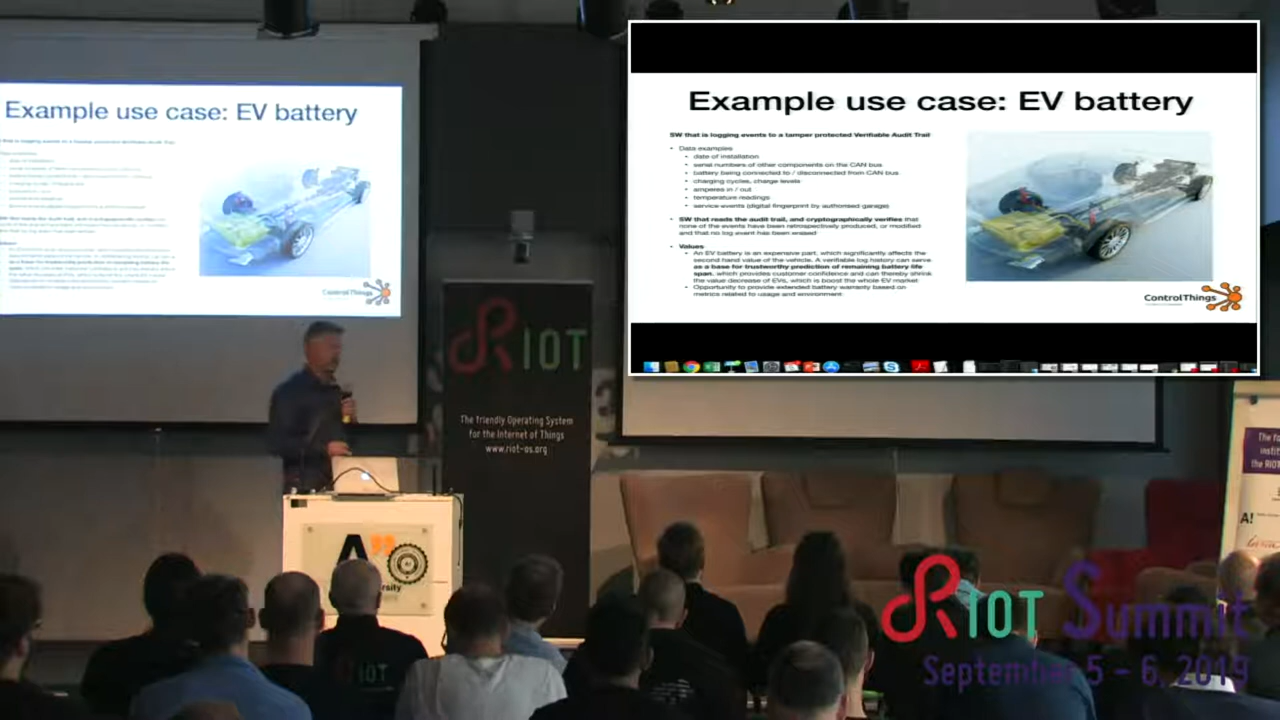 Example use case: EV battery
Example use case: EV battery
SW that is logging events to a tamper protected Verifiable Audit Trail
• Data examples
• date of installation
• serial numbers of other components on the CAN bus
• battery being connected to / disconnected from CAN bus
• charging cycles, charge levels
• amperes in / out
• temperature readings
• service events (digital fingerprint by authorised garage)
• SW that reads the audit trail, and cryptographically verifies that
none of the events have been retrospectively produced, or modified
and that no log event has been erased
• Values
• An EV battery is an expensive part, which significantly affects the
second hand value of the vehicle. A verifiable log history can serve
as a base for trustworthy prediction of remaining battery life
span, which provides customer confidence and can thereby shrink
the value decrease of EVs, which is boost the whole EV market
• Opportunity to provide extended battery warranty based on
metrics related to usage and environment
ControlThings
ControlThings
RIOT
The friendly Operating System
for the Internet of Things
www.riot-os.org
A!
RIOT
RIOT Summit
September 5 - 6, 2019